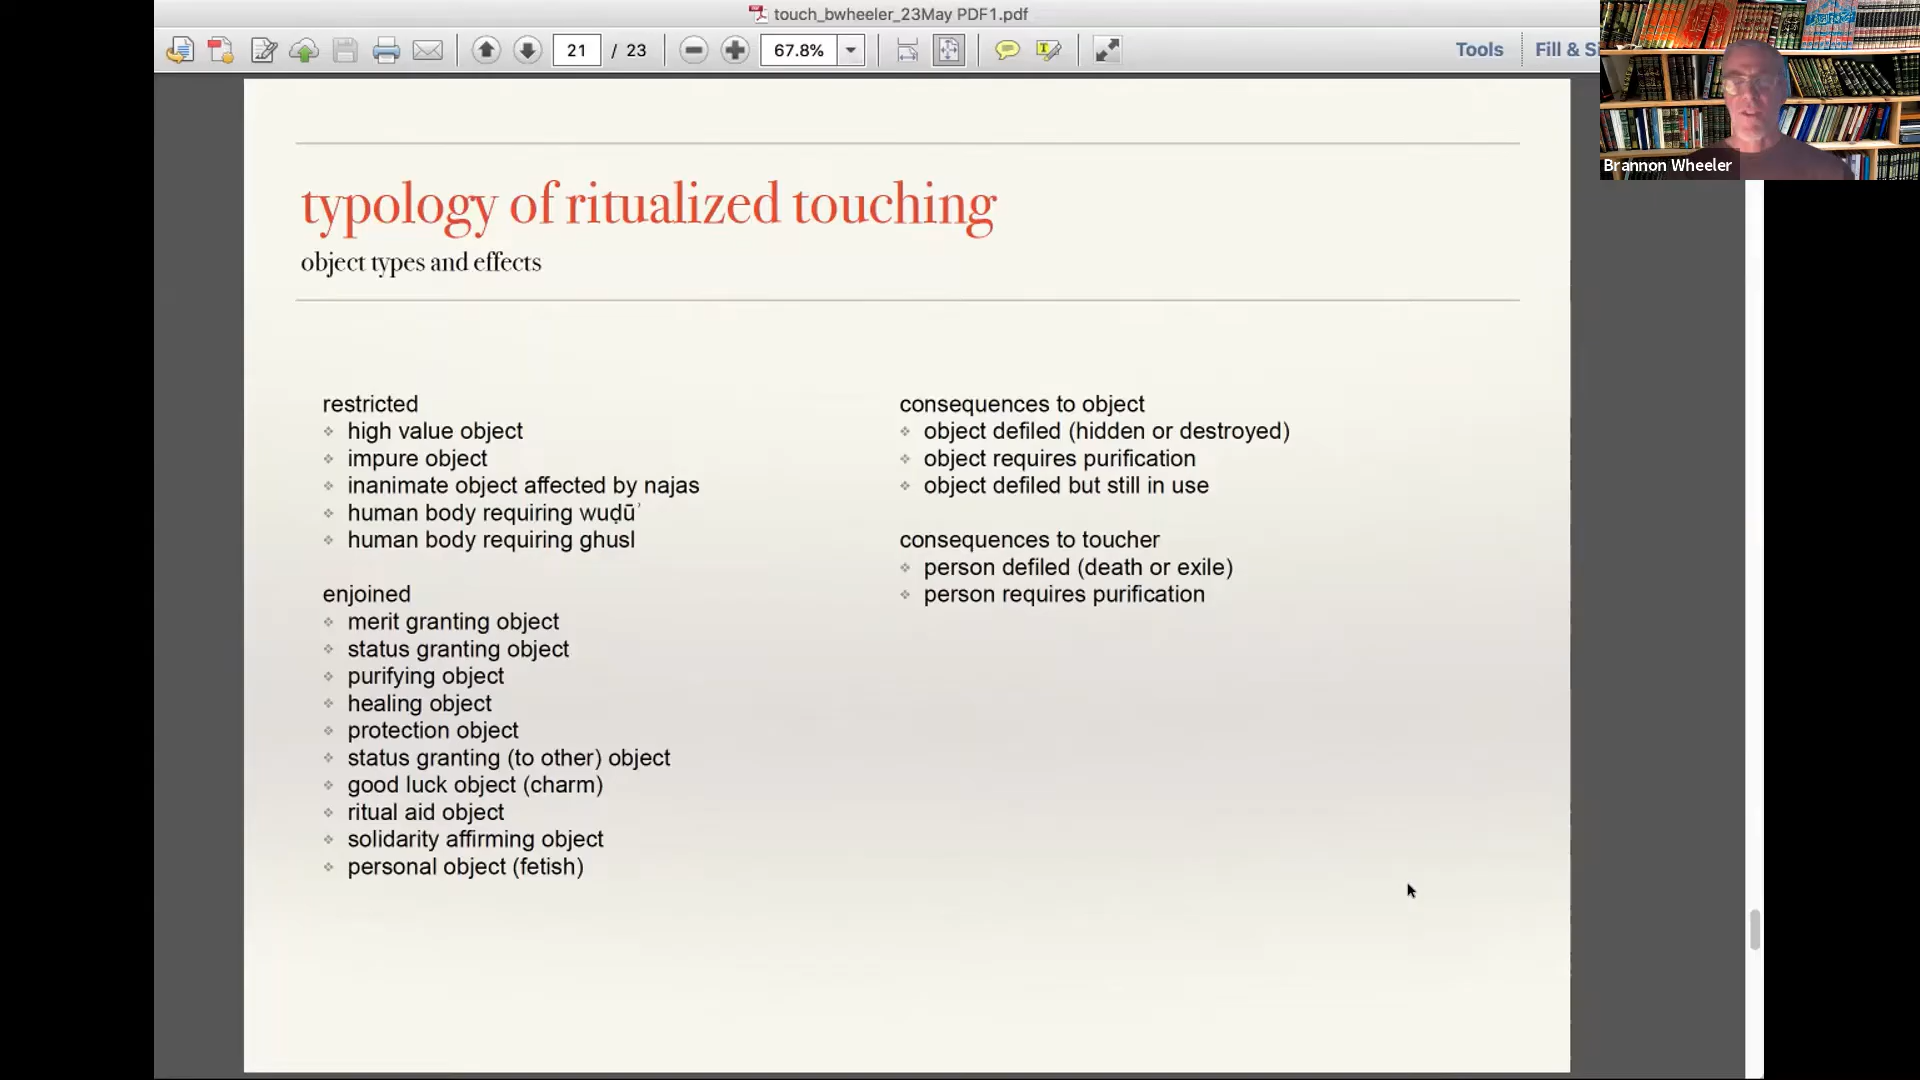 touch_bwheeler_23May PDF1.pdf
21 / 23
67.8%
Tools
Fill & S
Brannon Wheeler
typology of ritualized touching
object types and effects
restricted
high value object
impure object
inanimate object affected by najas
human body requiring wuḍūʾ
human body requiring ghusl
enjoined
merit granting object
status granting object
purifying object
healing object
protection object
status granting (to other) object
good luck object (charm)
ritual aid object
solidarity affirming object
personal object (fetish)
consequences to object
object defiled (hidden or destroyed)
object requires purification
object defiled but still in use
consequences to toucher
person defiled (death or exile)
person requires purification